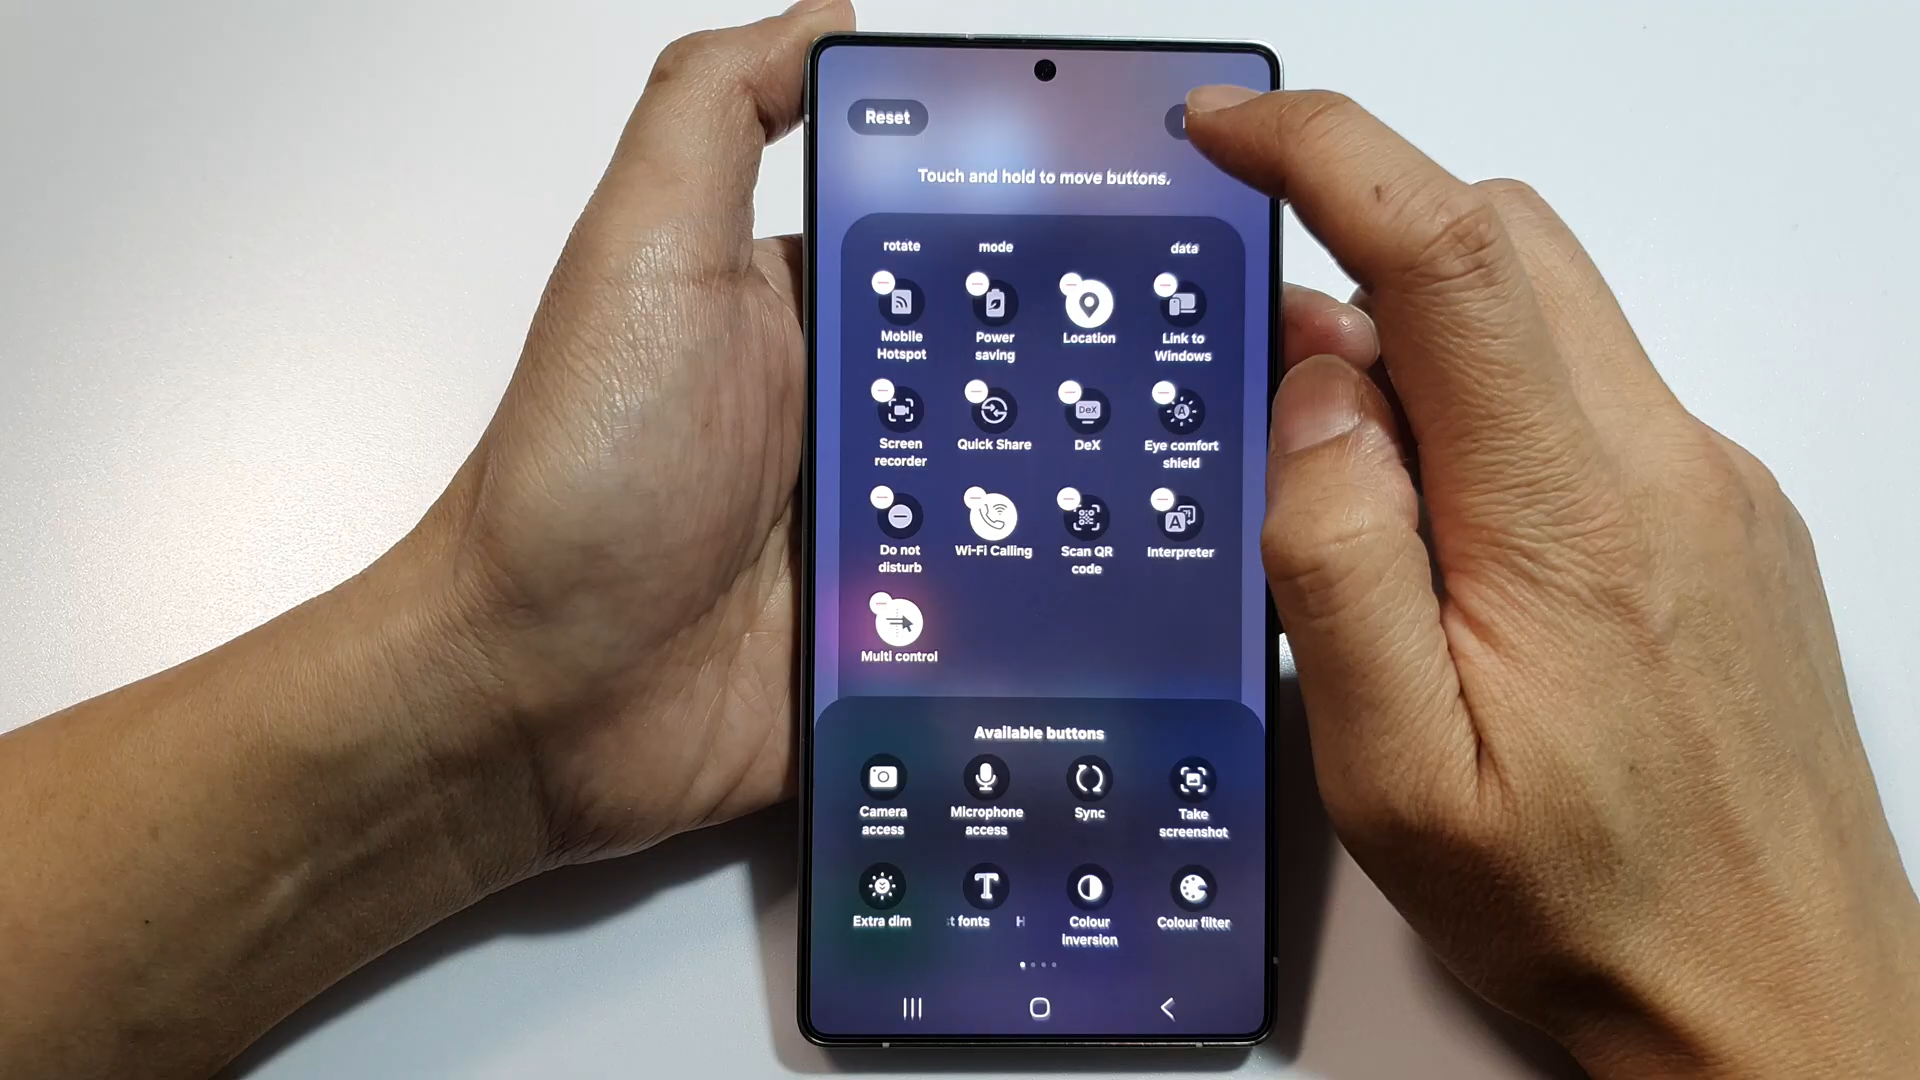 Reset
Touch and hold to move buttons.
rotate mode data
Mobile Hotspot
Power saving
Location
Link to Windows
Screen recorder
Quick Share
DeX
DeX
Eye comfort shield
Do not disturb
Wi-Fi Calling
Scan QR code
Interpreter
Multi control
Available buttons
Camera access
Microphone access
Sync
Take screenshot
Extra dim
t fonts H
Colour Inversion
Colour filter